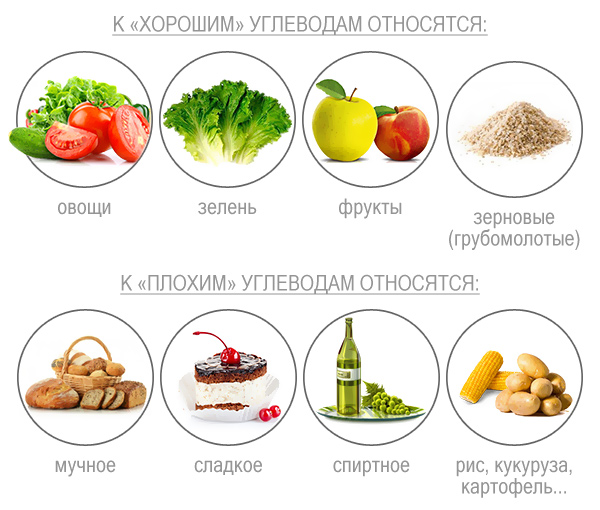 К «ХОРОШИМ» УГЛЕВОДАМ ОТНОСЯТСЯ:
овощи
зелень
фрукты
зерновые
(грубомолотые)
К «ПЛОХИМ» УГЛЕВОДАМ ОТНОСЯТСЯ:
мучное
сладкое
спиртное
рис, кукуруза,
картофель...